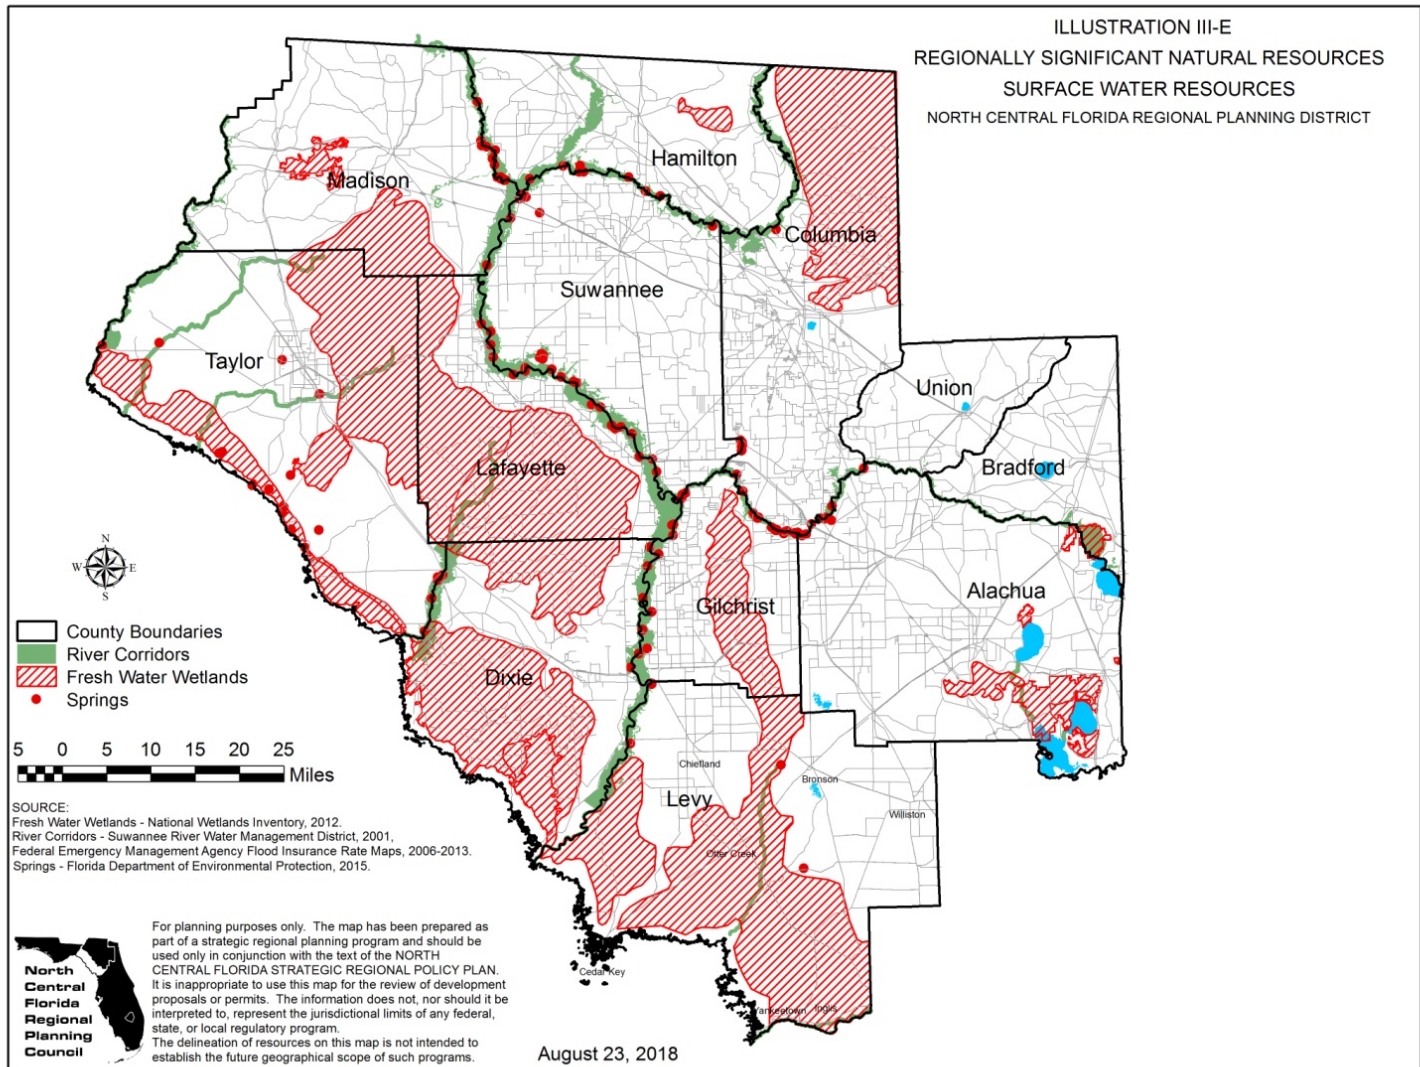 ILLUSTRATION III-E
REGIONALLY SIGNIFICANT NATURAL RESOURCES
SURFACE WATER RESOURCES
NORTH CENTRAL FLORIDA REGIONAL PLANNING DISTRICT
Hamilton
Madison
Columbia
Suwannee
Taylor
Union
Lafayette
Bradford
Alachua
Gilchrist
Dixie
Chiefland
Bronson
Levy
Williston
Otter Creek
Cedar Key
Yankeetown
Inglis
N
W
E
S
County Boundaries
River Corridors
Fresh Water Wetlands
Springs
5 0 5 10 15 20 25
Miles
SOURCE:
Fresh Water Wetlands - National Wetlands Inventory, 2012.
River Corridors - Suwannee River Water Management District, 2001,
Federal Emergency Management Agency Flood Insurance Rate Maps, 2006-2013.
Springs - Florida Department of Environmental Protection, 2015.
North
Central
Florida
Regional
Planning
Council
For planning purposes only. The map has been prepared as
part of a strategic regional planning program and should be
used only in conjunction with the text of the NORTH
CENTRAL FLORIDA STRATEGIC REGIONAL POLICY PLAN.
It is inappropriate to use this map for the review of development
proposals or permits. The information does not, nor should it be
interpreted to, represent the jurisdictional limits of any federal,
state, or local regulatory program.
The delineation of resources on this map is not intended to
establish the future geographical scope of such programs.
August 23, 2018